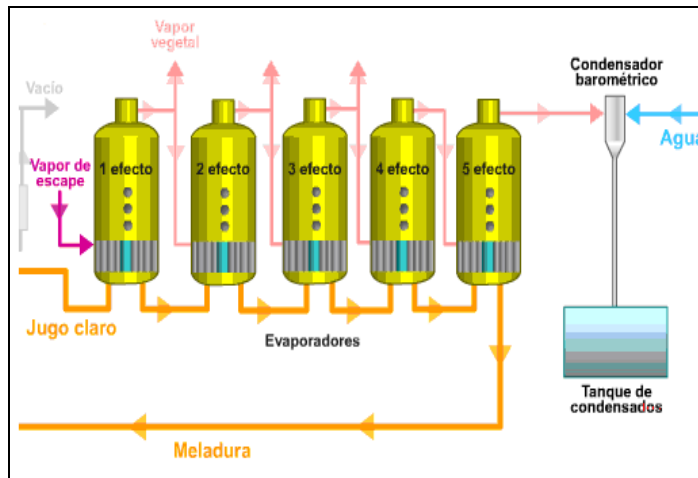 Vapor
vegetal
Condensador
barométrico
Vacío
Agua
Vapor de
escape
1 efecto
2 efecto
3 efecto
4 efecto
5 efecto
Jugo claro
Evaporadores
Tanque de
condensados
Meladura